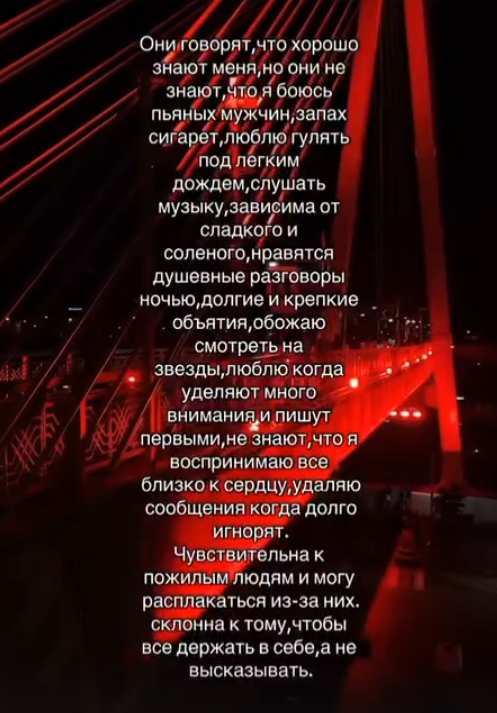 Они говорят,что хорошо
знают меня,но они не
знают,что я боюсь
пьяных мужчин,запах
сигарет,люблю гулять
под лёгким
дождем,слушать
музыку,зависима от
сладкого и
соленого,нравятся
душевные разговоры
ночью,долгие и крепкие
объятия,обожаю
смотреть на
звезды,люблю когда
уделяют много
внимания и пишут
первыми,не знают,что я
воспринимаю все
близко к сердцу,удаляю
сообщения когда долго
игнорят.
Чувствительна к
пожилым людям и могу
расплакаться из-за них.
склонна к тому,чтобы
все держать в себе,а не
высказывать.